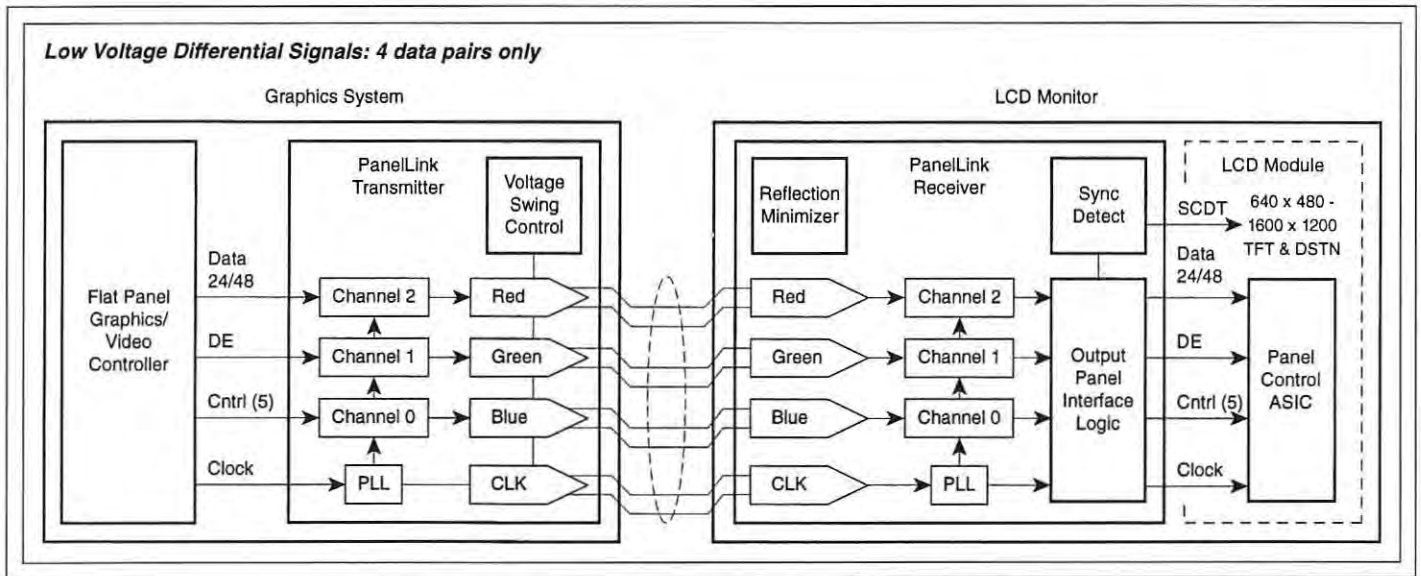 Low Voltage Differential Signals: 4 data pairs only
Graphics System
LCD Monitor
Flat Panel
Graphics/
Video
Controller
Data
24/48
DE
Cntrl (5)
Clock
PanelLink
Transmitter
Voltage
Swing
Control
Channel 2
Channel 1
Channel 0
PLL
Red
Green
Blue
CLK
Reflection
Minimizer
PanelLink
Receiver
Sync
Detect
Red
Green
Blue
CLK
Channel 2
Channel 1
Channel 0
PLL
Output
Panel
Interface
Logic
SCDT
Data
24/48
DE
Cntrl (5)
Clock
LCD Module
640 x 480 -
1600 x 1200
TFT & DSTN
Panel
Control
ASIC